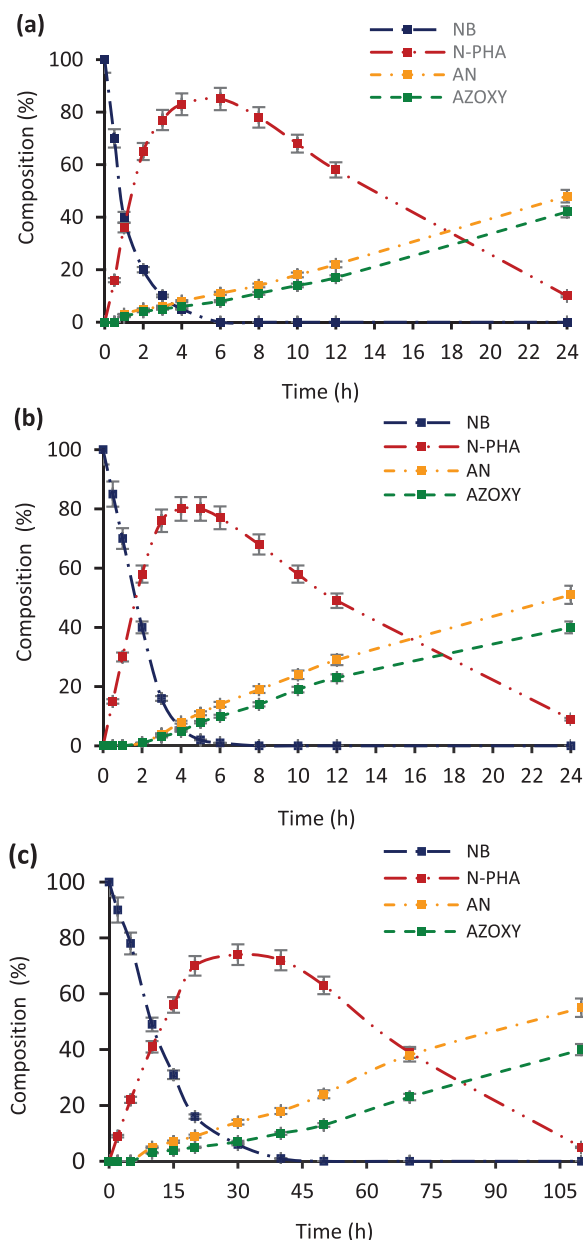 (a)
NB
N-PHA
AN
AZOXY
100
80
60
40
20
0
Composition (%)
0 2 4 6 8 10 12 14 16 18 20 22 24
Time (h)
(b)
NB
N-PHA
AN
AZOXY
100
80
60
40
20
0
Composition (%)
0 2 4 6 8 10 12 14 16 18 20 22 24
Time (h)
(c)
NB
N-PHA
AN
AZOXY
100
80
60
40
20
0
Composition (%)
0 15 30 45 60 75 90 105
Time (h)